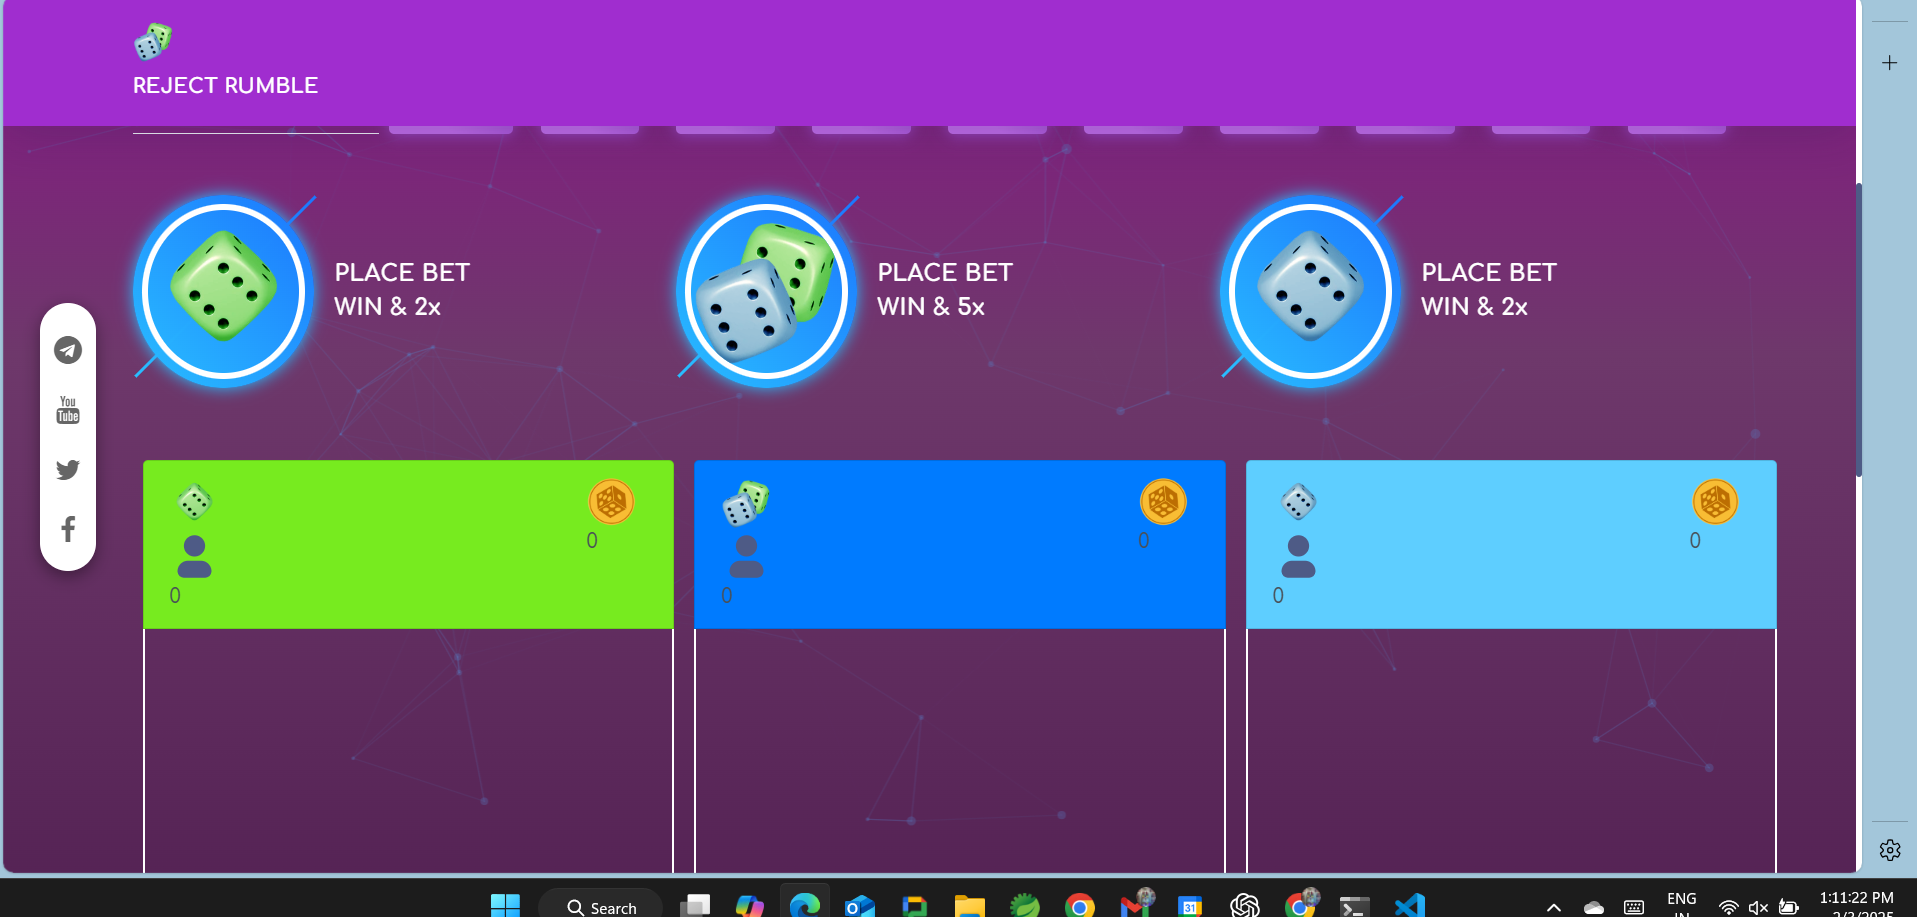 REJECT RUMBLE
PLACE BET
WIN & 2x
PLACE BET
WIN & 5x
PLACE BET
WIN & 2x
You
Tube
0
0
0
0
0
0
Search
31
ENG
1:11:22 PM